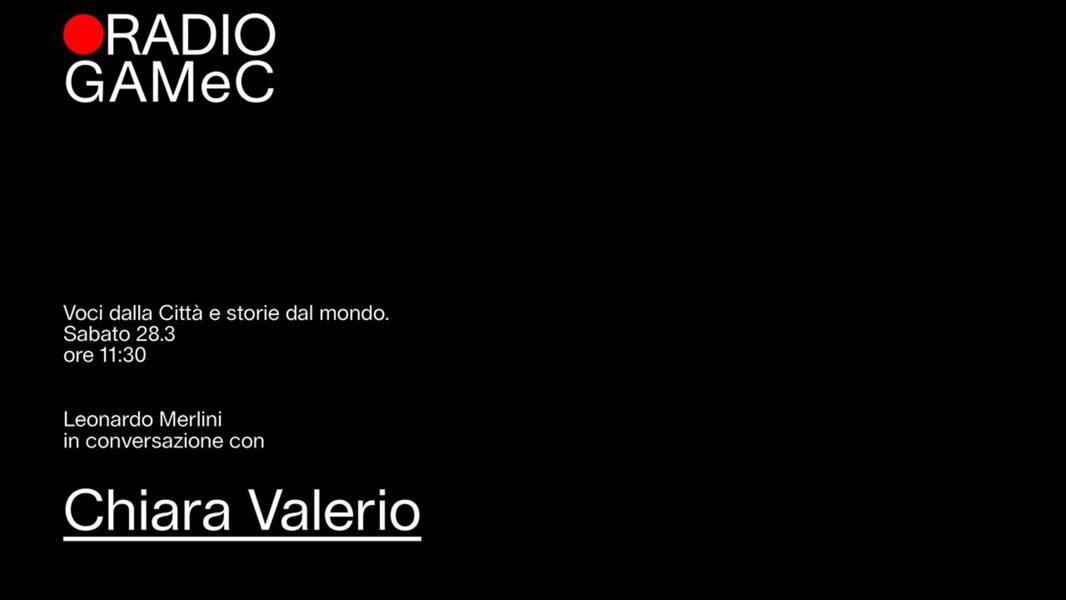 RADIO
GAMeC
Voci dalla Città e storie dal mondo.
Sabato 28.3
ore 11:30
Leonardo Merlini
in conversazione con
Chiara Valerio